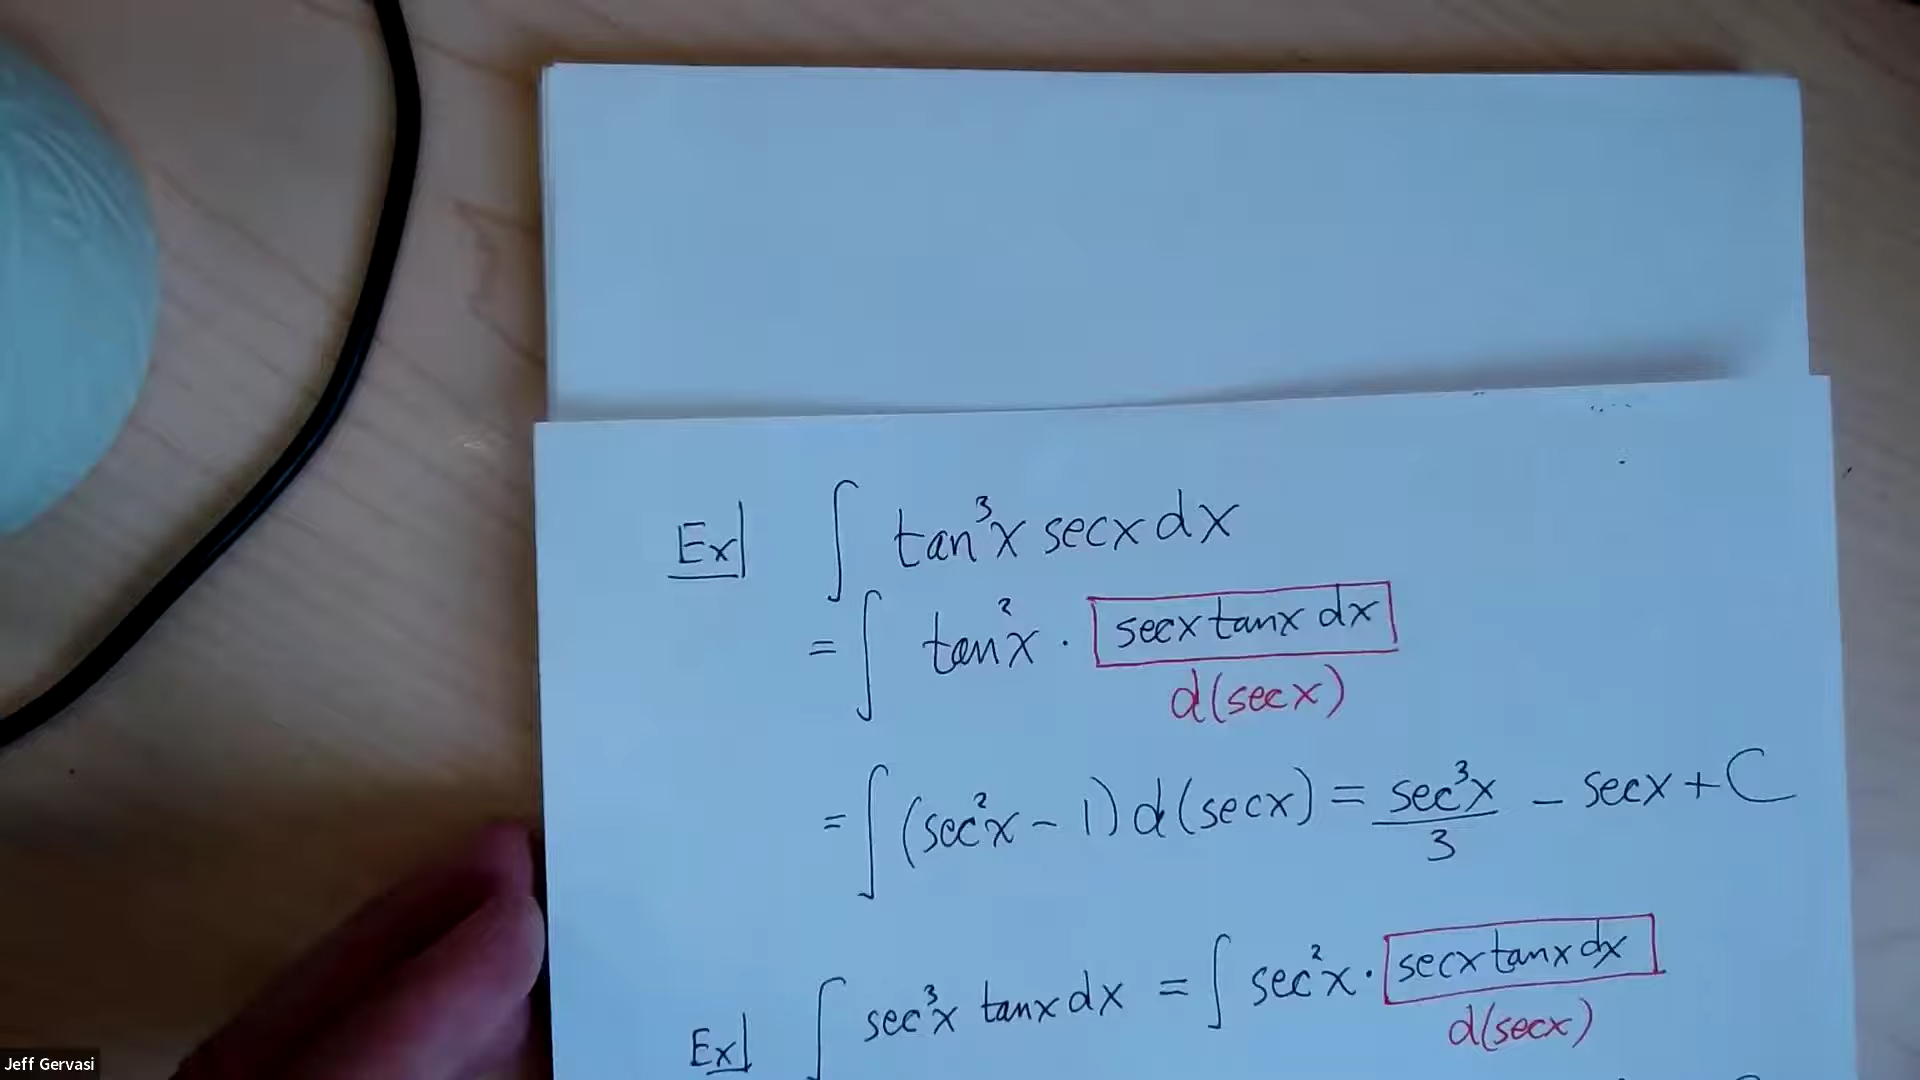 Ex| ∫ tan³x secx dx
= ∫ tan²x · secx tanx dx
d(secx)
= ∫ (sec²x - 1) d(secx) = sec³x/3 - secx + C
Ex| ∫ sec³x tanx dx = ∫ sec²x · secx tanx dx
d(secx)
Jeff Gervasi